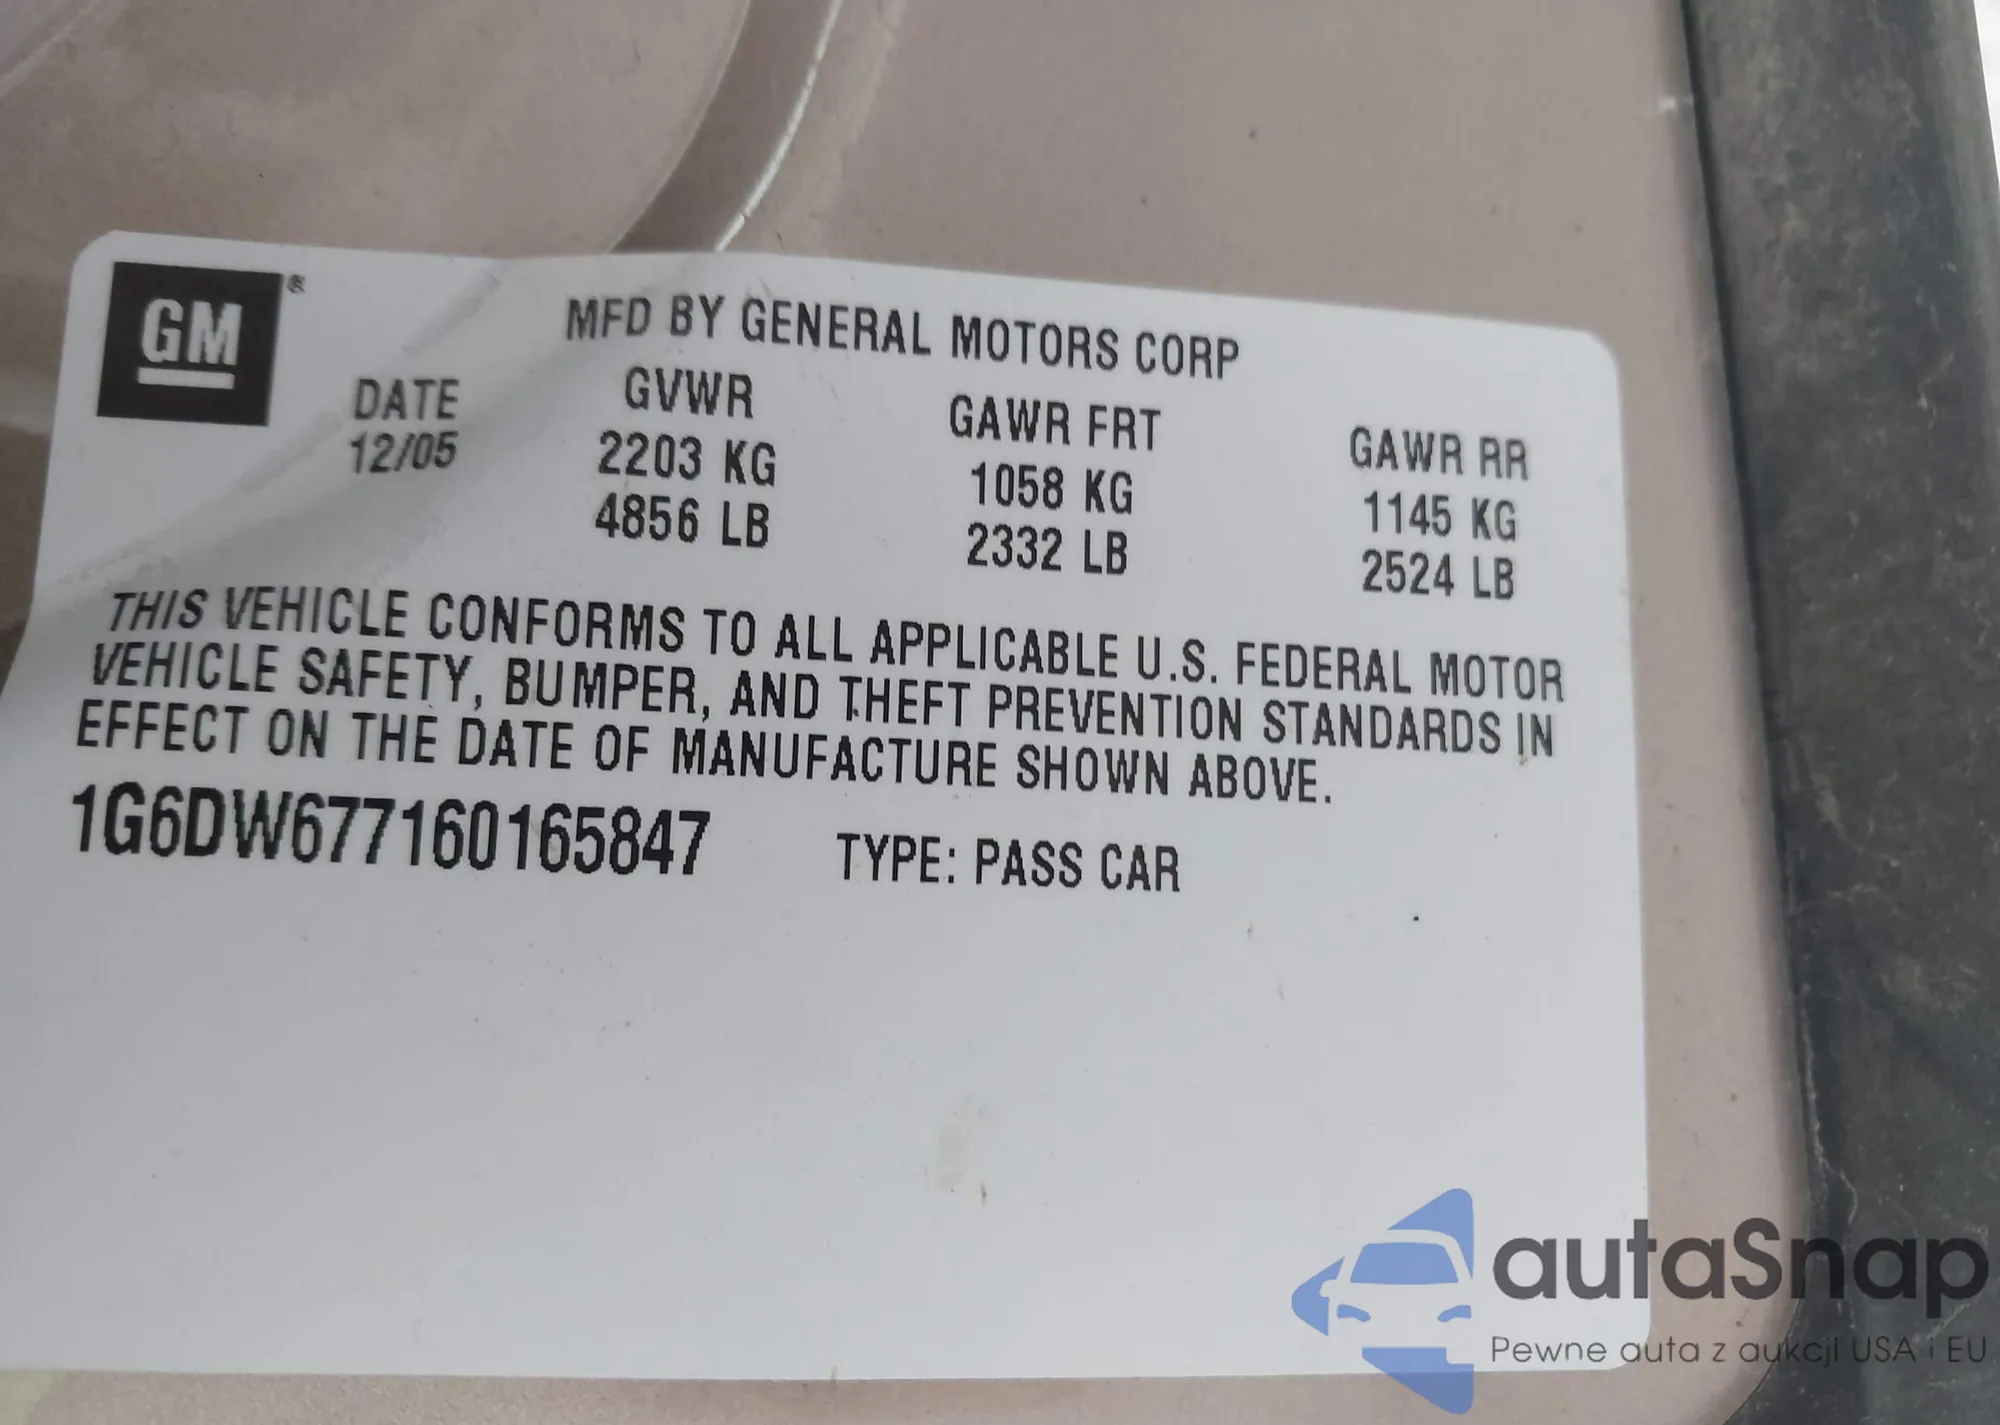 GM ®
MFD BY GENERAL MOTORS CORP
DATE GVWR GAWR FRT GAWR RR
12/05 2203 KG 1058 KG 1145 KG
4856 LB 2332 LB 2524 LB
THIS VEHICLE CONFORMS TO ALL APPLICABLE U.S. FEDERAL MOTOR
VEHICLE SAFETY, BUMPER, AND THEFT PREVENTION STANDARDS IN
EFFECT ON THE DATE OF MANUFACTURE SHOWN ABOVE.
1G6DW677160165847 TYPE: PASS CAR
autaSnap
Pewne auta z aukcji USA i EU